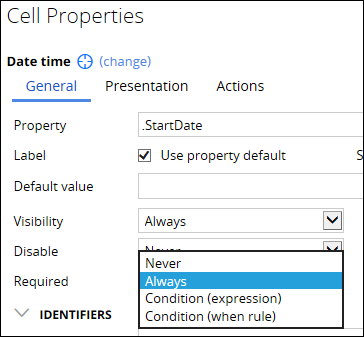 Cell Properties
Date time (change)
General Presentation Actions
Property .StartDate
Label Use property default S
Default value
Visibility Always
Disable Never
Never
Required Always
Condition (expression)
IDENTIFIERS Condition (when rule)